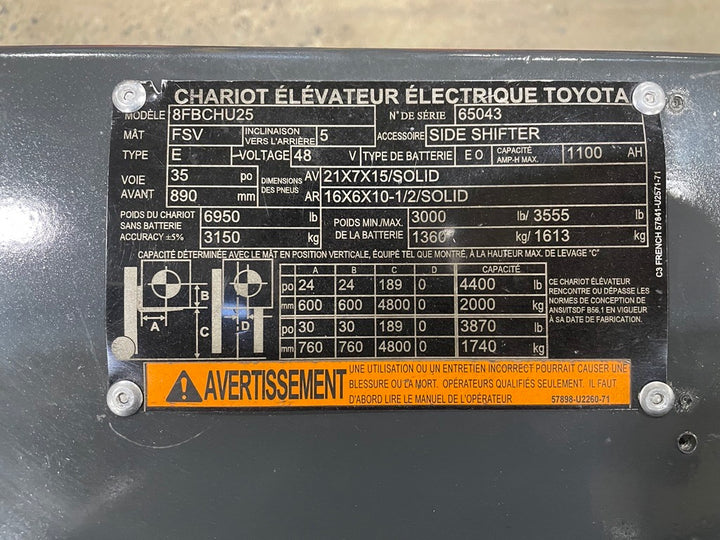 CHARIOT ÉLÉVATEUR ÉLECTRIQUE TOYOTA
MODÈLE 8FBCHU25 N° DE SÉRIE 65043
MÂT FSV INCLINAISON VERS L'ARRIÈRE 5 ACCESSOIRE SIDE SHIFTER
TYPE E VOLTAGE 48 V TYPE DE BATTERIE EO CAPACITÉ AMP-H MAX. 1100 AH
VOIE AVANT 35 po DIMENSIONS DES PNEUS AV 21X7X15/SOLID
890 mm AR 16X6X10-1/2/SOLID
POIDS DU CHARIOT SANS BATTERIE ACCURACY ±5% 6950 lb POIDS MIN./MAX. DE LA BATTERIE 3000 lb/ 3555
3150 kg 1360 kg/ 1613 kg
CAPACITÉ DÉTERMINÉE AVEC LE MÂT EN POSITION VERTICALE, ÉQUIPÉ TEL QUE MONTRÉ, À LA HAUTEUR MAX. DE LEVAGE "C"
A B C D CAPACITÉ
po 24 24 189 0 4400 lb
mm 600 600 4800 0 2000 kg
po 30 30 189 0 3870 lb
mm 760 760 4800 0 1740 kg
A B C D
CE CHARIOT ÉLÉVATEUR
RENCONTRE OU DÉPASSE LES
NORMES DE CONCEPTION DE
ANSI/ITSDF B56.1 EN VIGUEUR
À SA DATE DE FABRICATION.
C3 FRENCH 57841-U2571-71
AVERTISSEMENT
UNE UTILISATION OU UN ENTRETIEN INCORRECT POURRAIT CAUSER UNE
BLESSURE OU LA MORT. OPÉRATEURS QUALIFIÉS SEULEMENT. IL FAUT
D'ABORD LIRE LE MANUEL DE L'OPÉRATEUR 57898-U2260-71